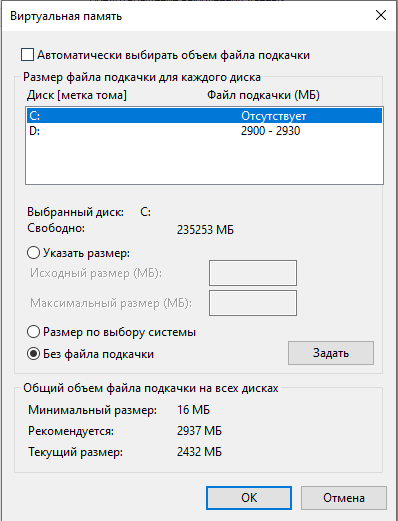 Виртуальная память
Автоматически выбирать объем файла подкачки
Размер файла подкачки для каждого диска
Диск [метка тома] Файл подкачки (МБ)
C: Отсутствует
D: 2900 - 2930
Выбранный диск: C:
Свободно: 235253 МБ
Указать размер:
Исходный размер (МБ):
Максимальный размер (МБ):
Размер по выбору системы
Без файла подкачки Задать
Общий объем файла подкачки на всех дисках
Минимальный размер: 16 МБ
Рекомендуется: 2937 МБ
Текущий размер: 2432 МБ
ОК Отмена